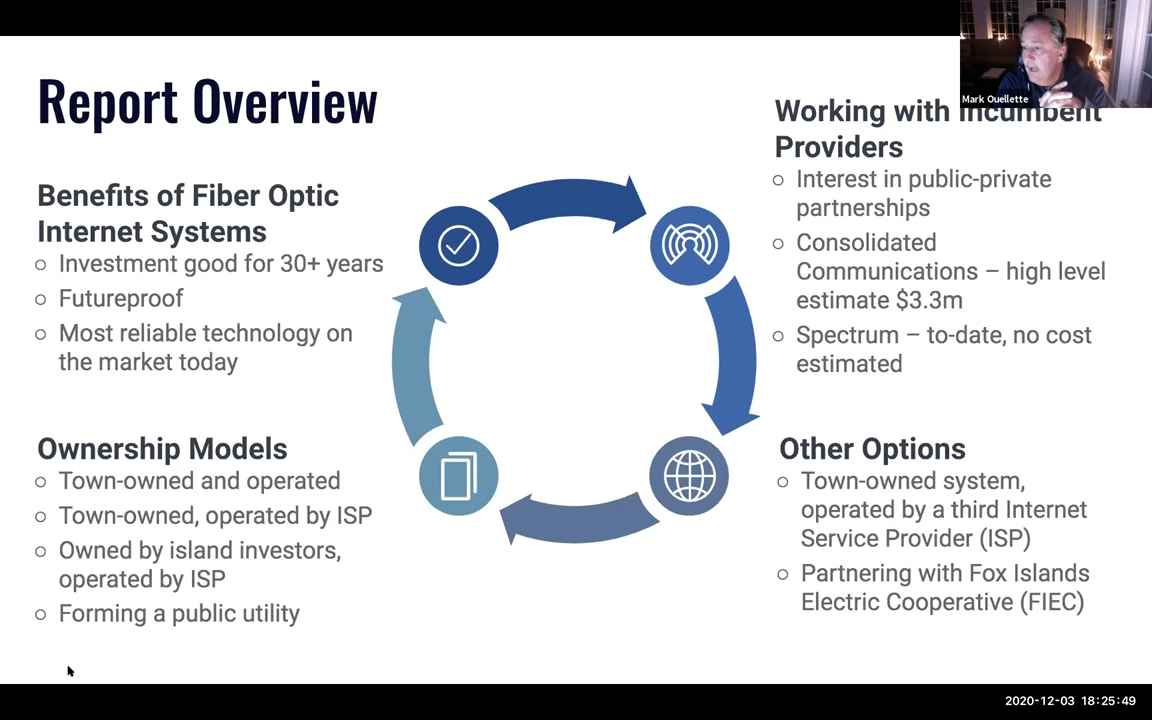 Report Overview
Benefits of Fiber Optic
Internet Systems
○ Investment good for 30+ years
○ Futureproof
○ Most reliable technology on
the market today
Mark Ouellette
Working with Incumbent
Providers
○ Interest in public-private
partnerships
○ Consolidated
Communications – high level
estimate $3.3m
○ Spectrum – to-date, no cost
estimated
Ownership Models
○ Town-owned and operated
○ Town-owned, operated by ISP
○ Owned by island investors,
operated by ISP
○ Forming a public utility
Other Options
○ Town-owned system,
operated by a third Internet
Service Provider (ISP)
○ Partnering with Fox Islands
Electric Cooperative (FIEC)
2020-12-03 18:25:49